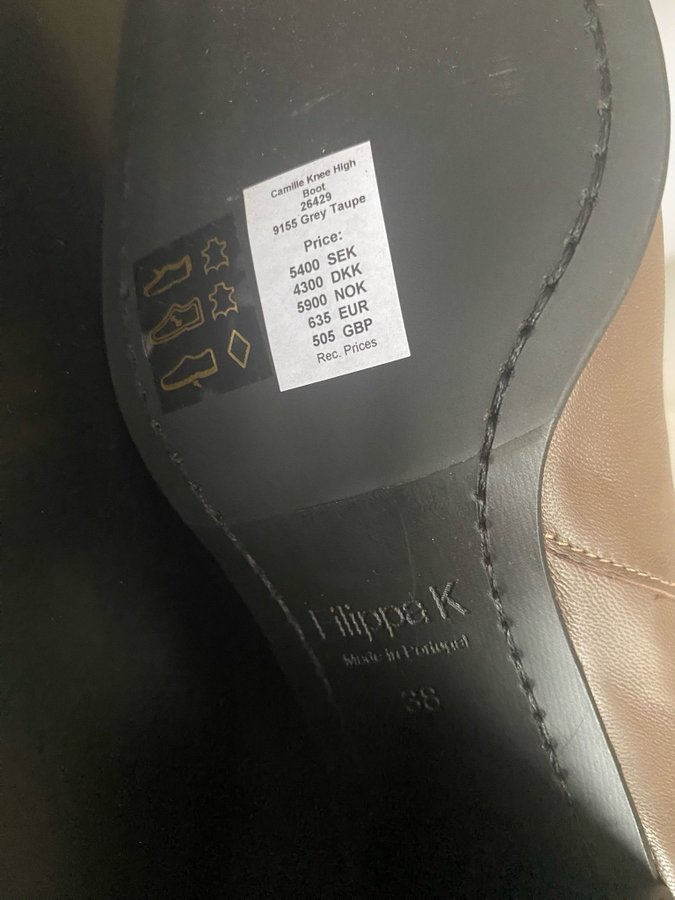 Camille Knee High
Boot
26429
9155 Grey Taupe
Price:
5400 SEK
4300 DKK
5900 NOK
635 EUR
505 GBP
Rec. Prices
Filippa K
Made in Portugal
38